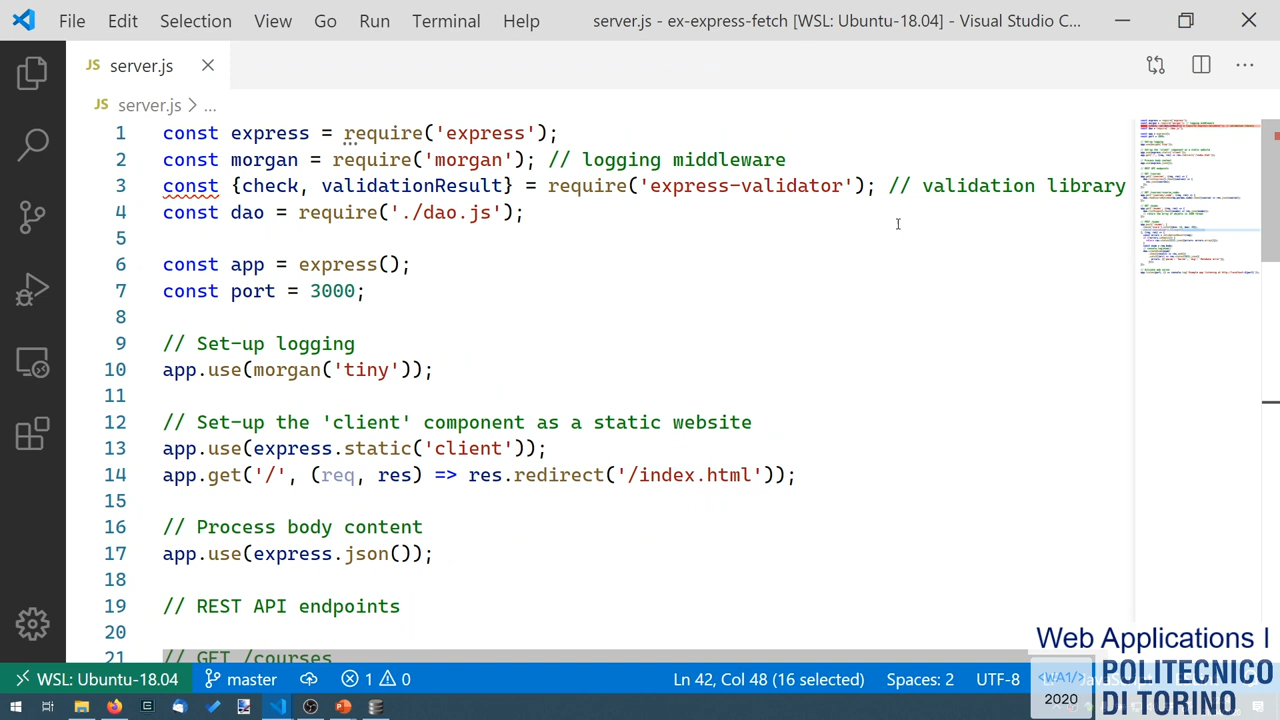 File Edit Selection View Go Run Terminal Help server.js - ex-express-fetch [WSL: Ubuntu-18.04] - Visual Studio C...
JS server.js
JS server.js > ...
1 const express = require('express');
2 const morgan = require('morgan'); // logging middleware
3 const {check, validationResult} = require('express-validator'); // validation library
4 const dao = require('./dao.js');
5
6 const app = express();
7 const port = 3000;
8
9 // Set-up logging
10 app.use(morgan('tiny'));
11
12 // Set-up the 'client' component as a static website
13 app.use(express.static('client'));
14 app.get('/', (req, res) => res.redirect('/index.html'));
15
16 // Process body content
17 app.use(express.json());
18
19 // REST API endpoints
20
21 // GET /courses
WSL: Ubuntu-18.04 master 1 0 Ln 42, Col 48 (16 selected) Spaces: 2 UTF-8
Web Applications I
<WA1/>
2020
POLITECNICO
DI TORINO